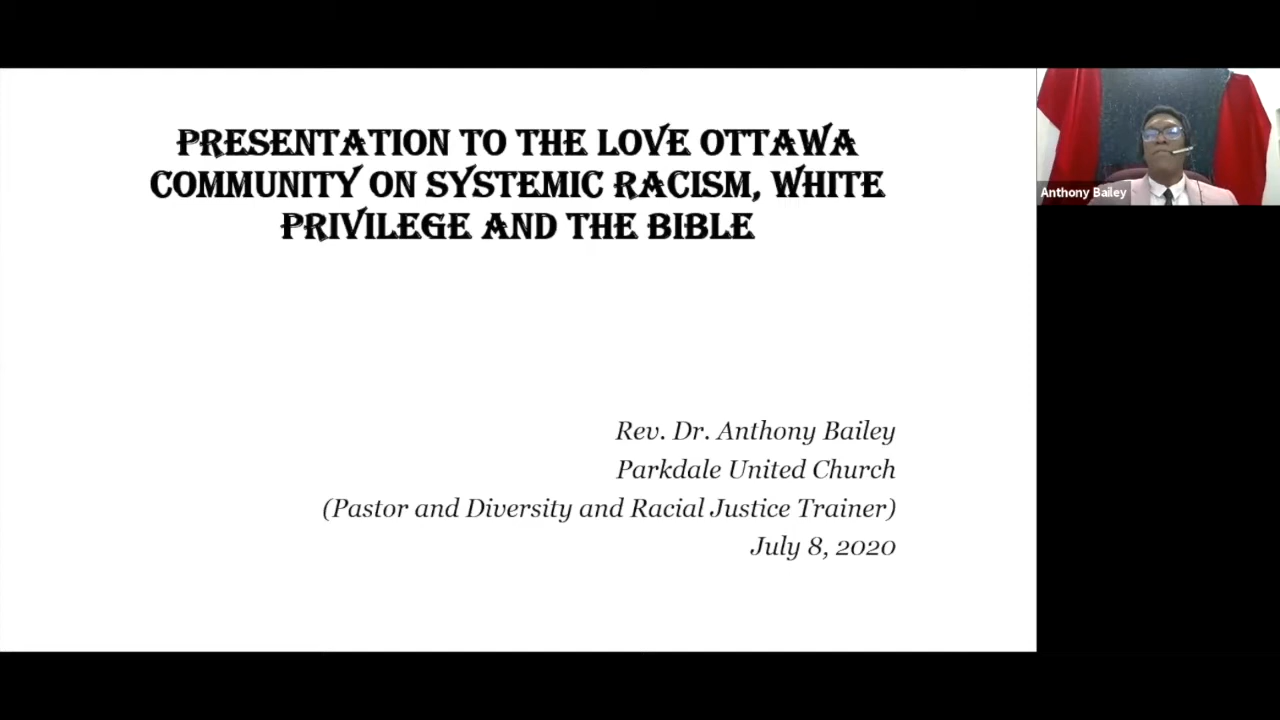 PRESENTATION TO THE LOVE OTTAWA
COMMUNITY ON SYSTEMIC RACISM, WHITE
PRIVILEGE AND THE BIBLE
Rev. Dr. Anthony Bailey
Parkdale United Church
(Pastor and Diversity and Racial Justice Trainer)
July 8, 2020
Anthony Bailey